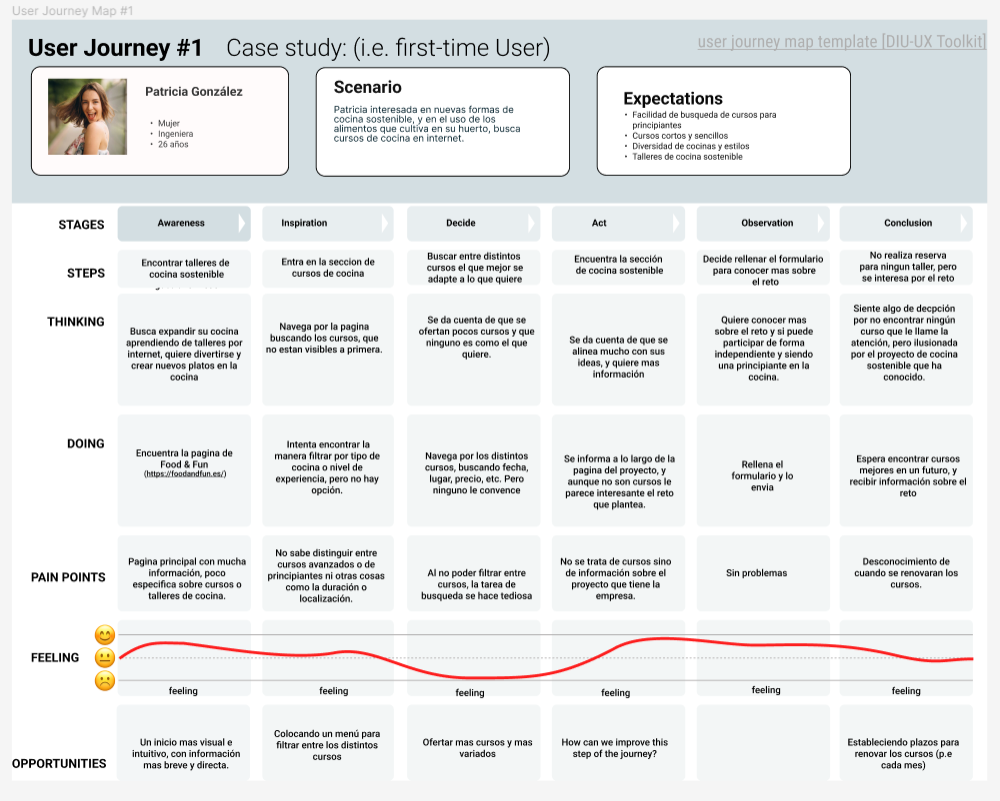 User Journey Map #1
User Journey #1 Case study: (i.e. first-time User)
user journey map template [DIU-UX Toolkit]
Patricia González
• Mujer
• Ingeniera
• 26 años
Scenario
Patricia interesada en nuevas formas de
cocina sostenible, y en el uso de los
alimentos que cultiva en su huerto, busca
cursos de cocina en internet.
Expectations
• Facilidad de busqueda de cursos para
principiantes
• Cursos cortos y sencillos
• Diversidad de cocinas y estilos
• Talleres de cocina sostenible
STAGES
Awareness
Inspiration
Decide
Act
Observation
Conclusion
STEPS
Encontrar talleres de
cocina sostenible
Entra en la seccion de
cursos de cocina
Buscar entre distintos
cursos el que mejor se
adapte a lo que quiere
Encuentra la sección
de cocina sostenible
Decide rellenar el formulario
para conocer mas sobre
el reto
No realiza reserva
para ningun taller, pero
se interesa por el reto
THINKING
Busca expandir su cocina
aprendiendo de talleres por
internet, quiere divertirse y
crear nuevos platos en la
cocina
Navega por la pagina
buscando los cursos, que
no estan visibles a primera.
Se da cuenta de que se
ofertan pocos cursos y que
ninguno es como el que
quiere.
Se da cuenta de que se
alinea mucho con sus
ideas, y quiere mas
información
Quiere conocer mas
sobre el reto y si puede
participar de forma
independiente y siendo
una principiante en la
cocina.
Siente algo de decpción
por no encontrar ningún
curso que le llame la
atención, pero ilusionada
por el proyecto de cocina
sostenible que ha
conocido.
DOING
Encuentra la pagina de
Food & Fun
(https://foodandfun.es/)
Intenta encontrar la
manera filtrar por tipo de
cocina o nivel de
experiencia, pero no hay
opción.
Navega por los distintos
cursos, buscando fecha,
lugar, precio, etc. Pero
ninguno le convence
Se informa a lo largo de la
pagina del proyecto, y
aunque no son cursos le
parece interesante el reto
que plantea.
Rellena el
formulario y lo
envia
Espera encontrar cursos
mejores en un futuro, y
recibir información sobre el
reto
PAIN POINTS
Pagina principal con mucha
información, poco
especifica sobre cursos o
talleres de cocina.
No sabe distinguir entre
cursos avanzados o de
principiantes ni otras cosas
como la duración o
localización.
Al no poder filtrar entre
cursos, la tarea de
busqueda se hace tediosa
No se trata de cursos sino
de información sobre el
proyecto que tiene la
empresa.
Sin problemas
Desconocimiento de
cuando se renovaran los
cursos.
FEELING
feeling
feeling
feeling
feeling
feeling
feeling
OPPORTUNITIES
Un inicio mas visual e
intuitivo, con información
mas breve y directa.
Colocando un menú para
filtrar entre los distintos
cursos
Ofertar mas cursos y mas
variados
How can we improve this
step of the journey?
Estableciendo plazos para
renovar los cursos (p.e
cada mes)